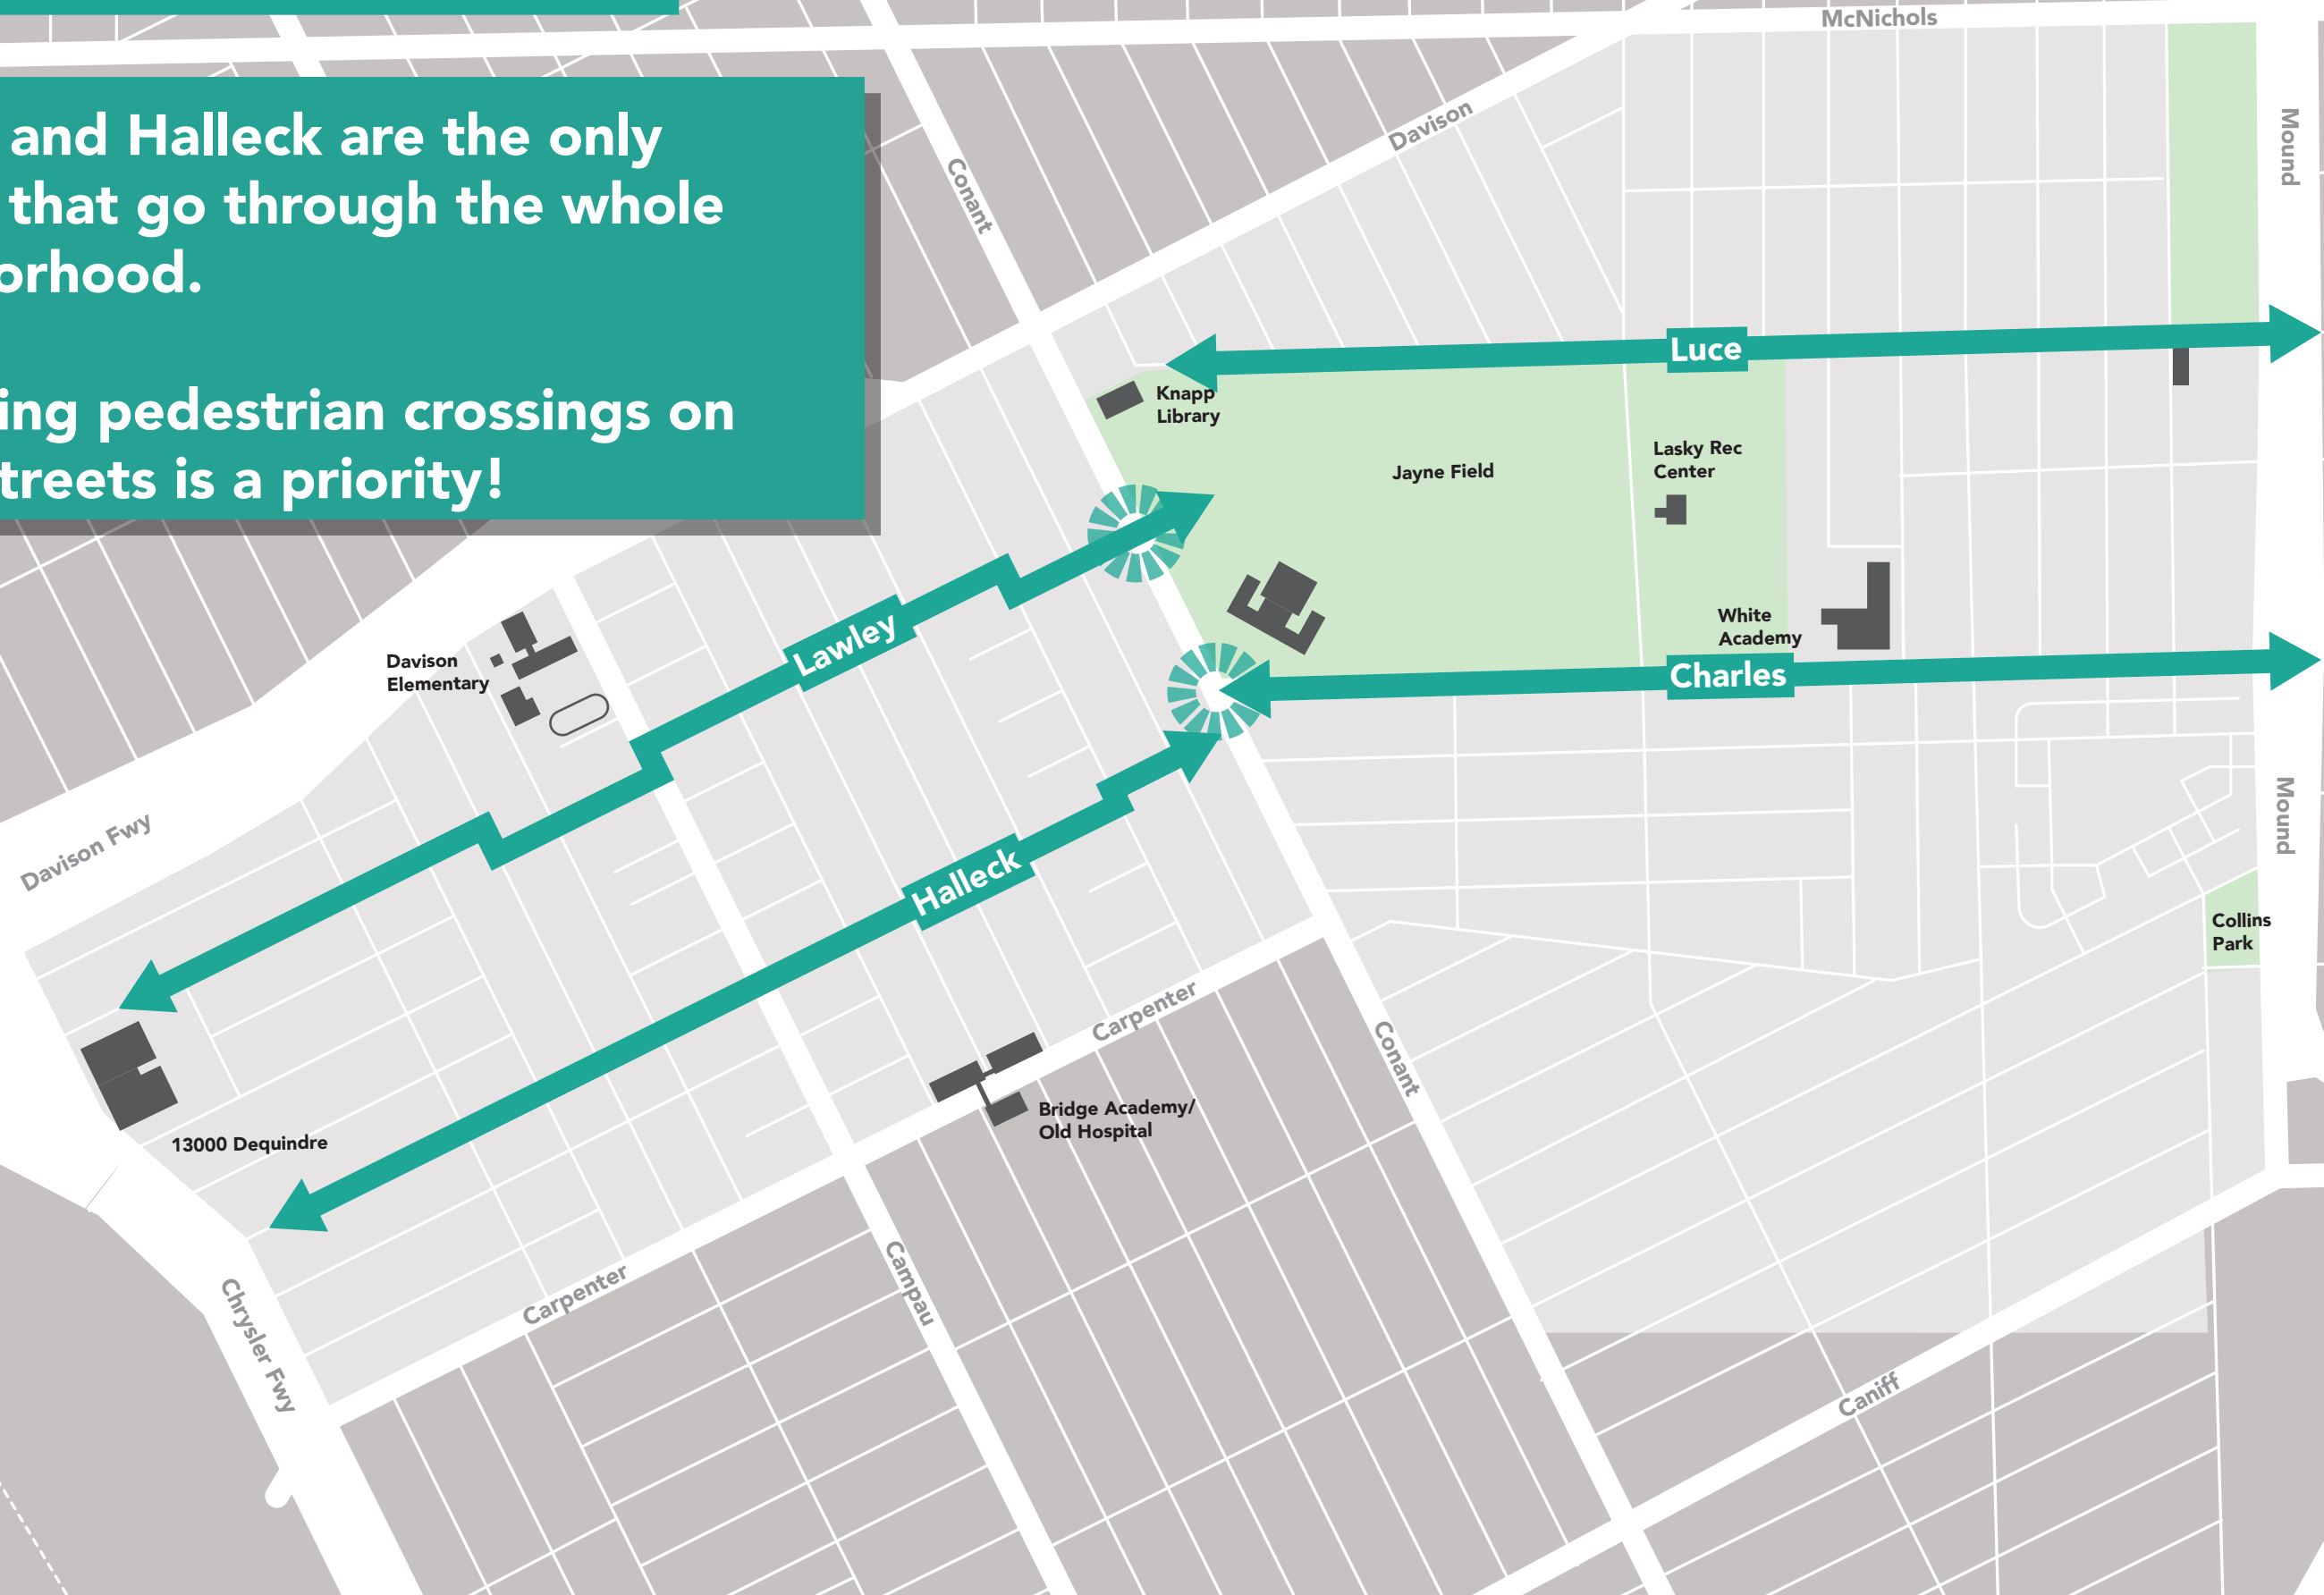 McNichols
and Halleck are the only
that go through the whole
orhood.
ing pedestrian crossings on
treets is a priority!
Conant
Davison
Mound
Luce
Knapp
Library
Jayne Field
Lasky Rec
Center
White
Academy
Charles
Lawley
Davison
Elementary
Davison Fwy
Halleck
Mound
Collins
Park
Carpenter
Conant
Bridge Academy/
Old Hospital
13000 Dequindre
Chrysler Fwy
Carpenter
Campau
Caniff